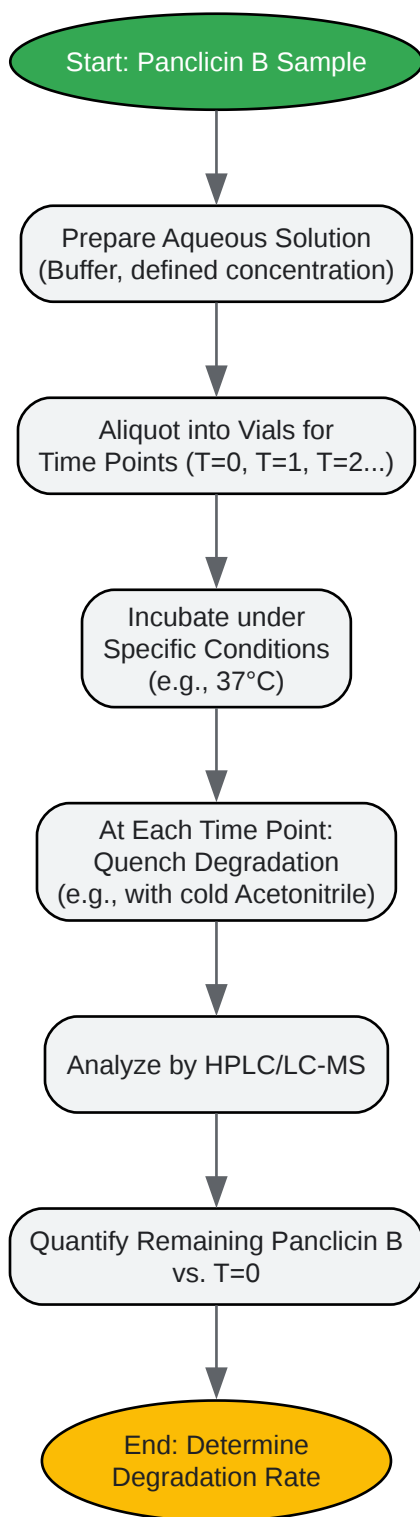 Start: Panclicin B Sample
Prepare Aqueous Solution
(Buffer, defined concentration)
Aliquot into Vials for
Time Points (T=0, T=1, T=2...)
Incubate under
Specific Conditions
(e.g., 37°C)
At Each Time Point:
Quench Degradation
(e.g., with cold Acetonitrile)
Analyze by HPLC/LC-MS
Quantify Remaining Panclicin B
vs. T=0
End: Determine
Degradation Rate